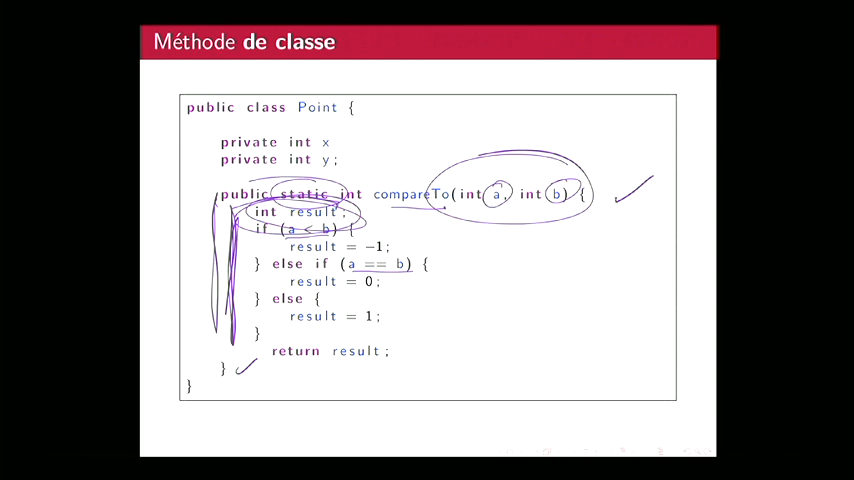 Méthode de classe
public class Point {
private int x
private int y;
public static int compareTo(int a, int b) {
int result;
if (a < b) {
result = -1;
} else if (a == b) {
result = 0;
} else {
result = 1;
}
return result;
}
}